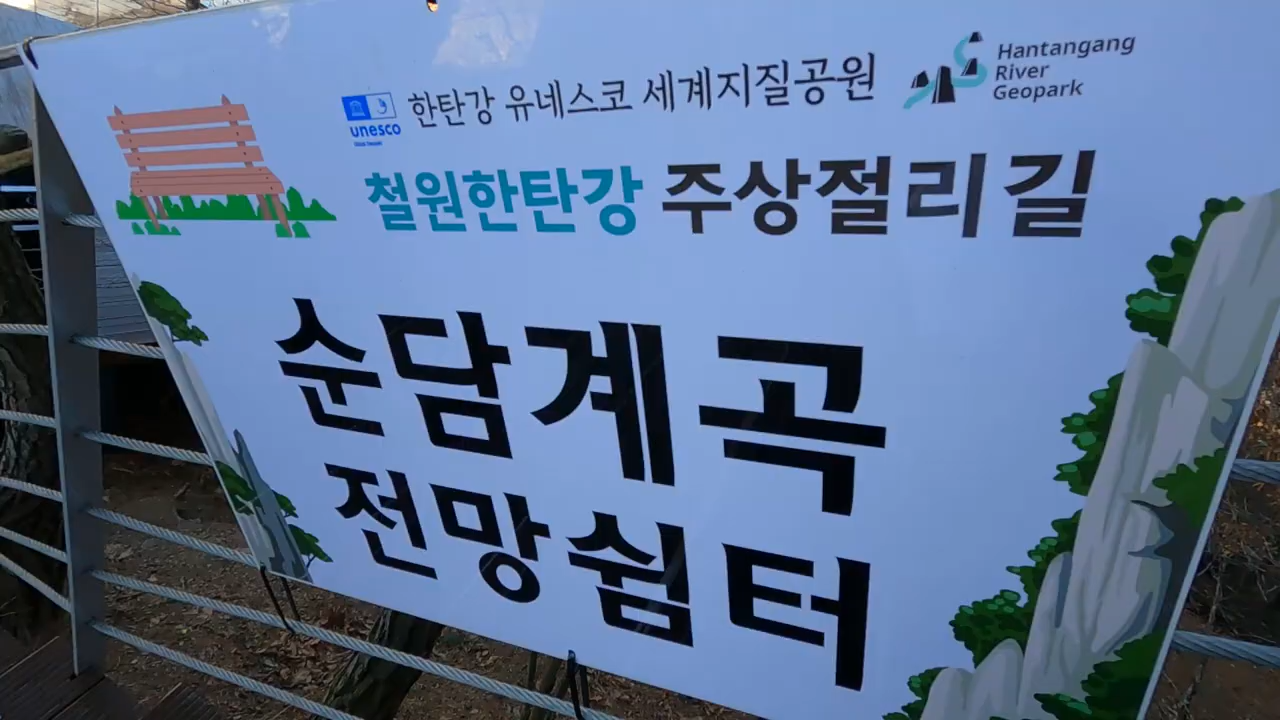 unesco
한탄강 유네스코 세계지질공원
Hantangang
River
Geopark
철원한탄강 주상절리길
순담계곡
전망쉼터